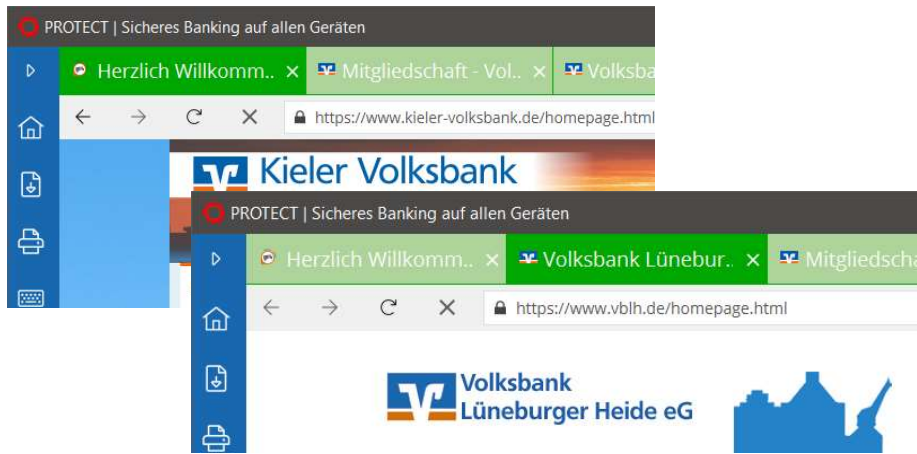 PROTECT | Sicheres Banking auf allen Geräten
Herzlich Willkomm.. Mitgliedschaft - Vol.. Volksba
https://www.kieler-volksbank.de/homepage.html
Kieler Volksbank
PROTECT | Sicheres Banking auf allen Geräten
Herzlich Willkomm.. Volksbank Lünebur.. Mitgliedscha
https://www.vblh.de/homepage.html
Volksbank
Lüneburger Heide eG